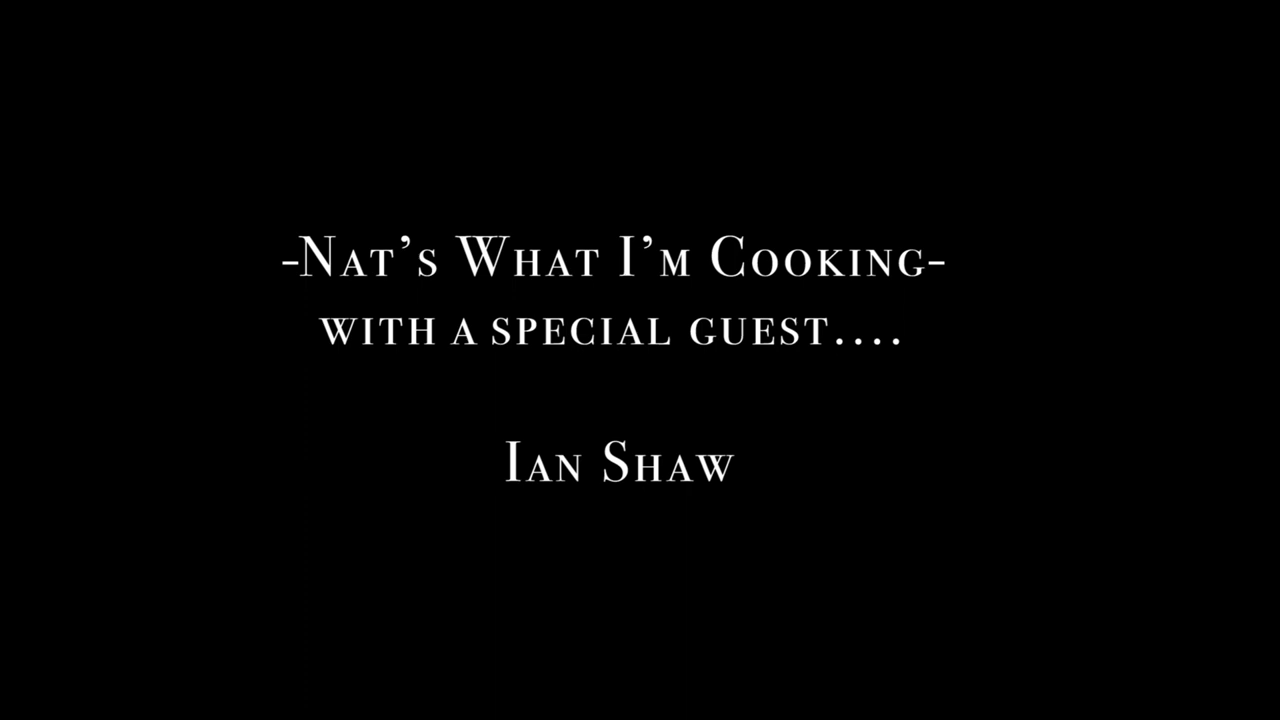 -Nat's What I'm Cooking-
with a special guest....
Ian Shaw